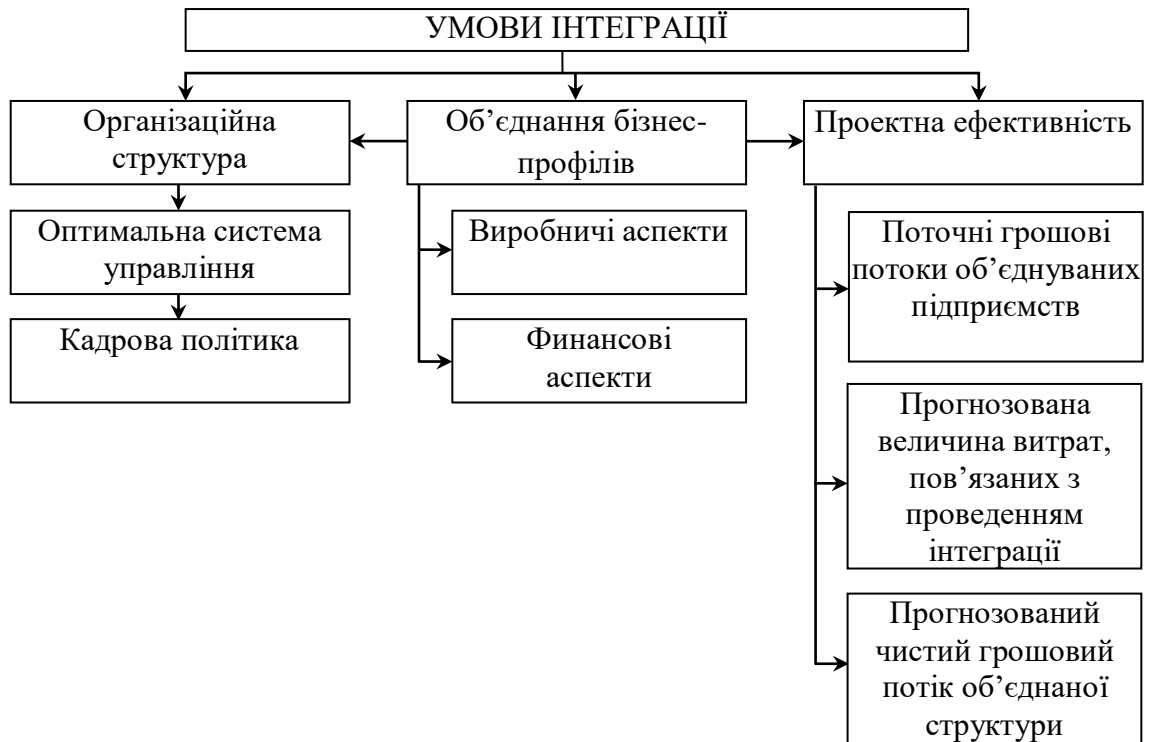 УМОВИ ІНТЕГРАЦІЇ
Організаційна
структура
Об’єднання бізнес-
профілів
Проектна ефективність
Оптимальна система
управління
Виробничі аспекти
Поточні грошові
потоки об’єднуваних
підприємств
Кадрова політика
Финансові
аспекти
Прогнозована
величина витрат,
пов’язаних з
проведенням
інтеграції
Прогнозований
чистий грошовий
потік об’єднаної
структури